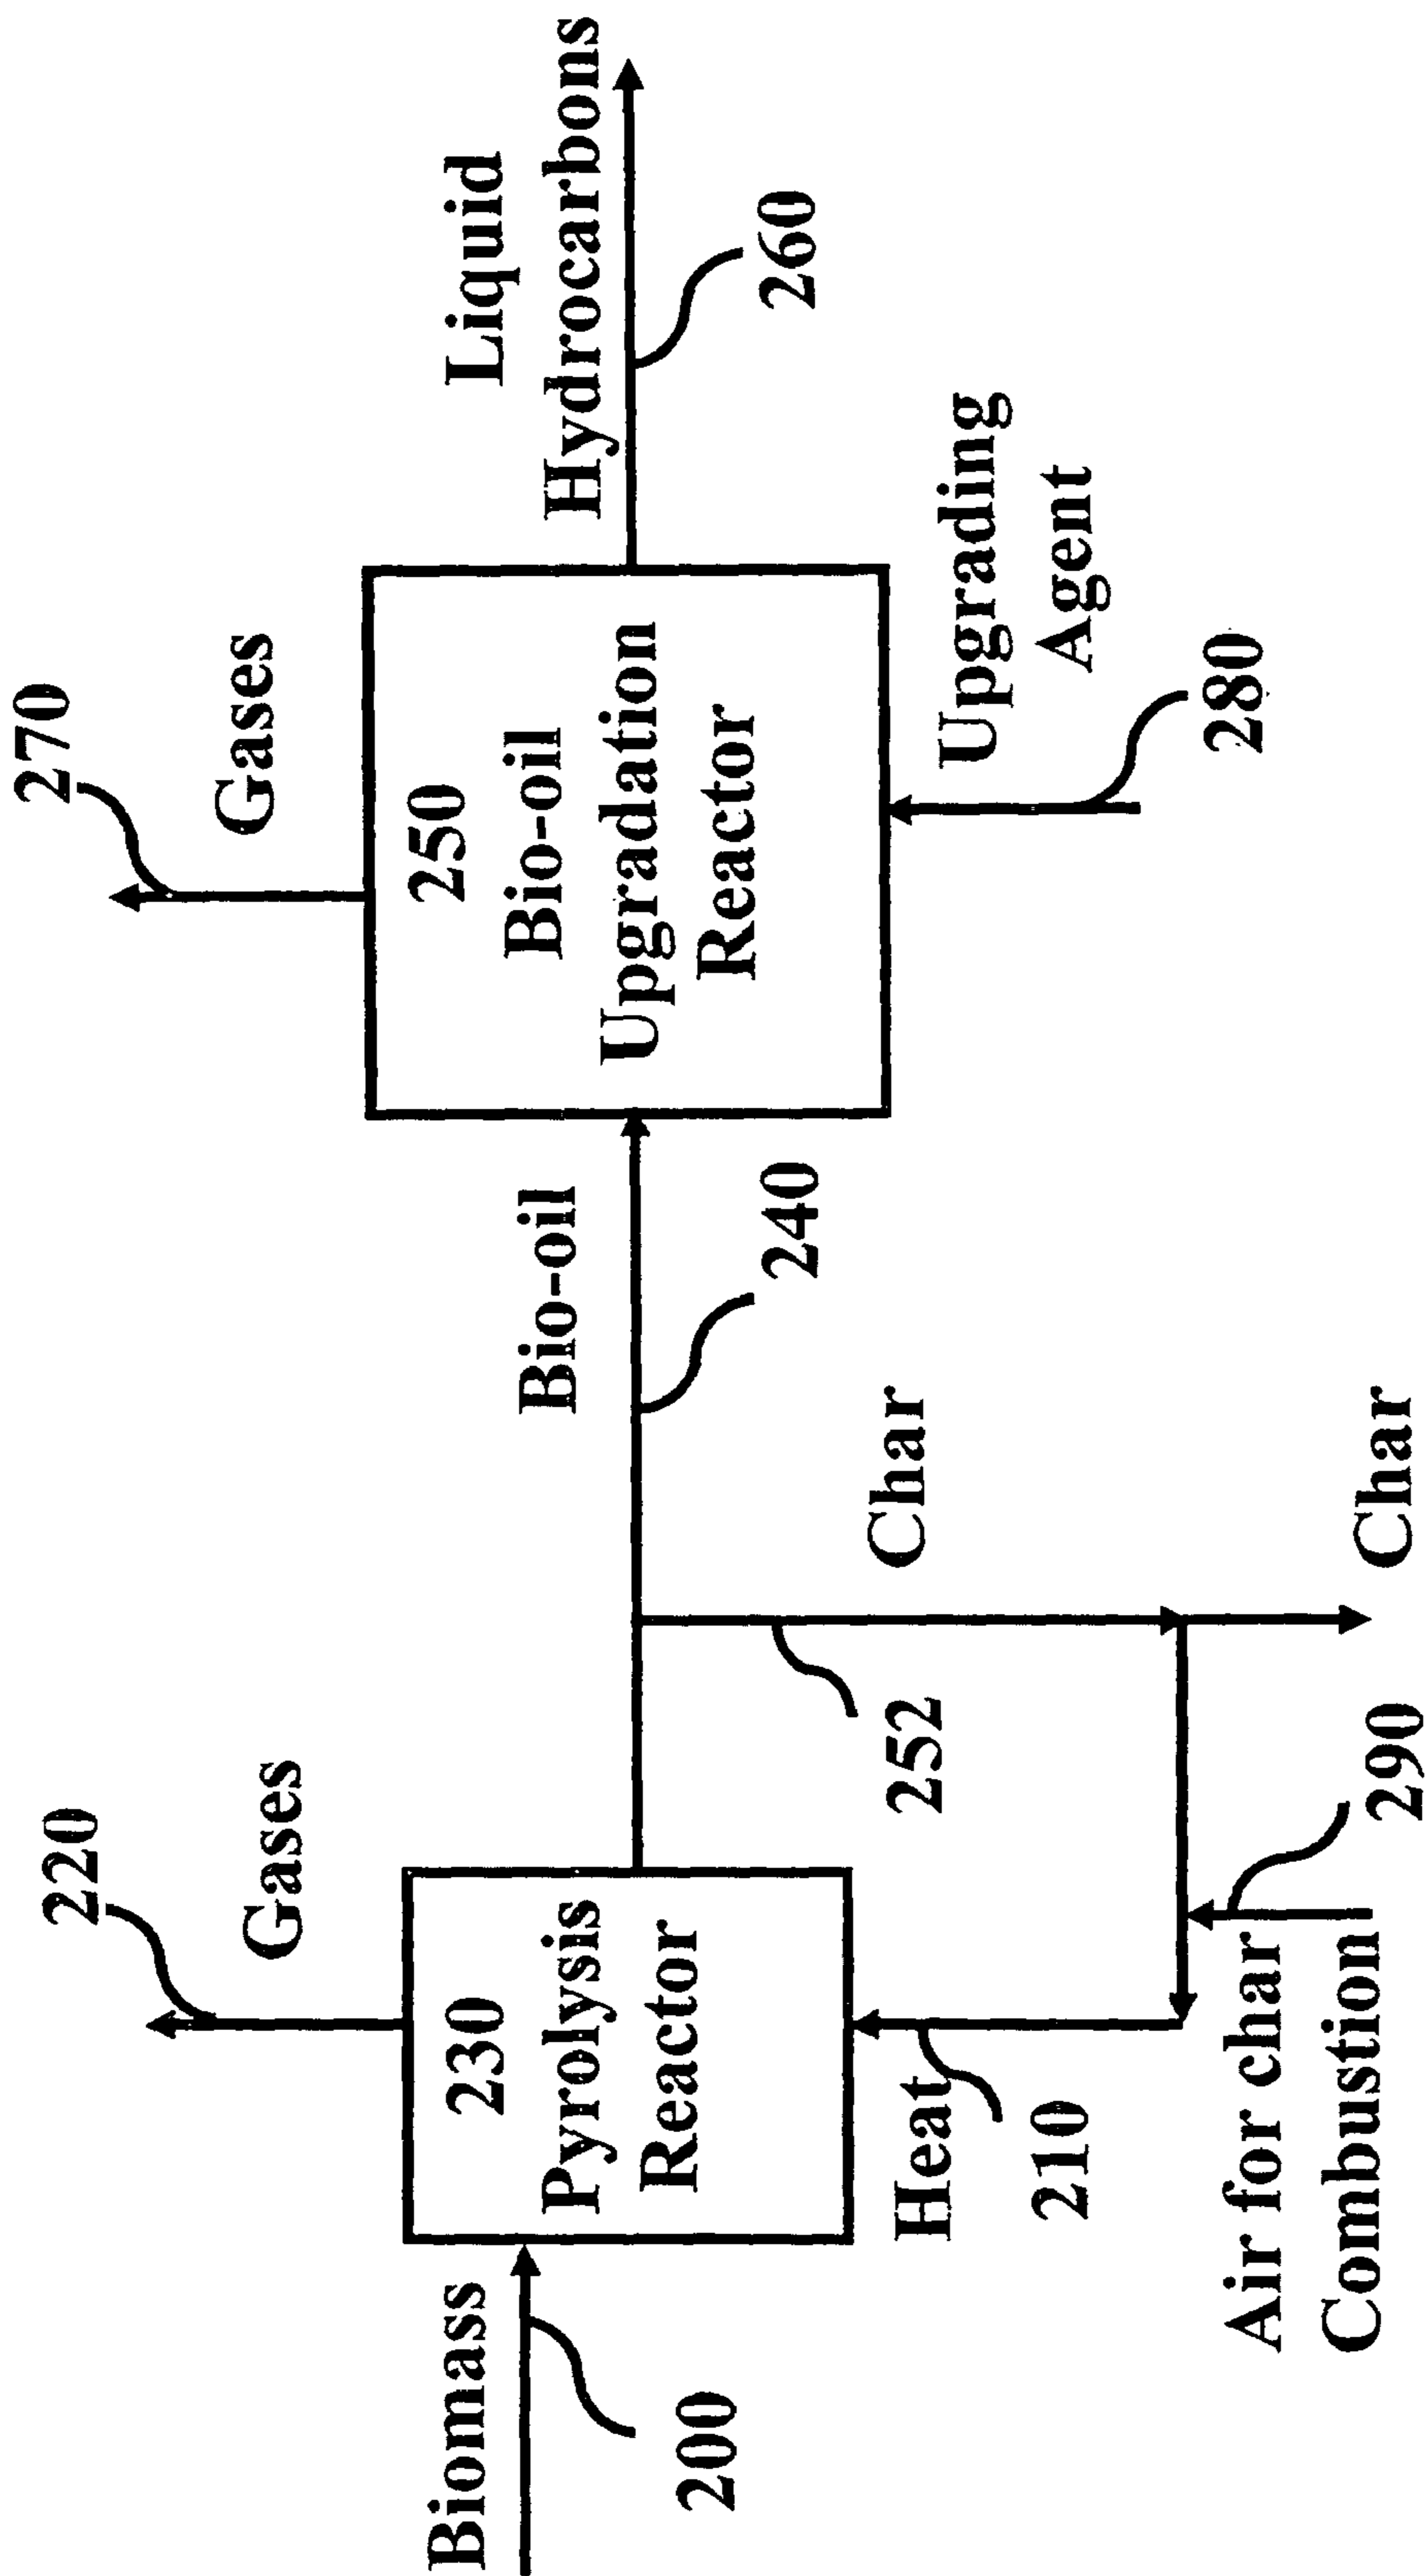 Biomass
200
220
Gases
230
Pyrolysis
Reactor
Heat
210
Air for char
Combustion
290
252
Char
Char
Bio-oil
240
270
Gases
250
Bio-oil
Upgradation
Reactor
Upgrading
Agent
280
Liquid
Hydrocarbons
260